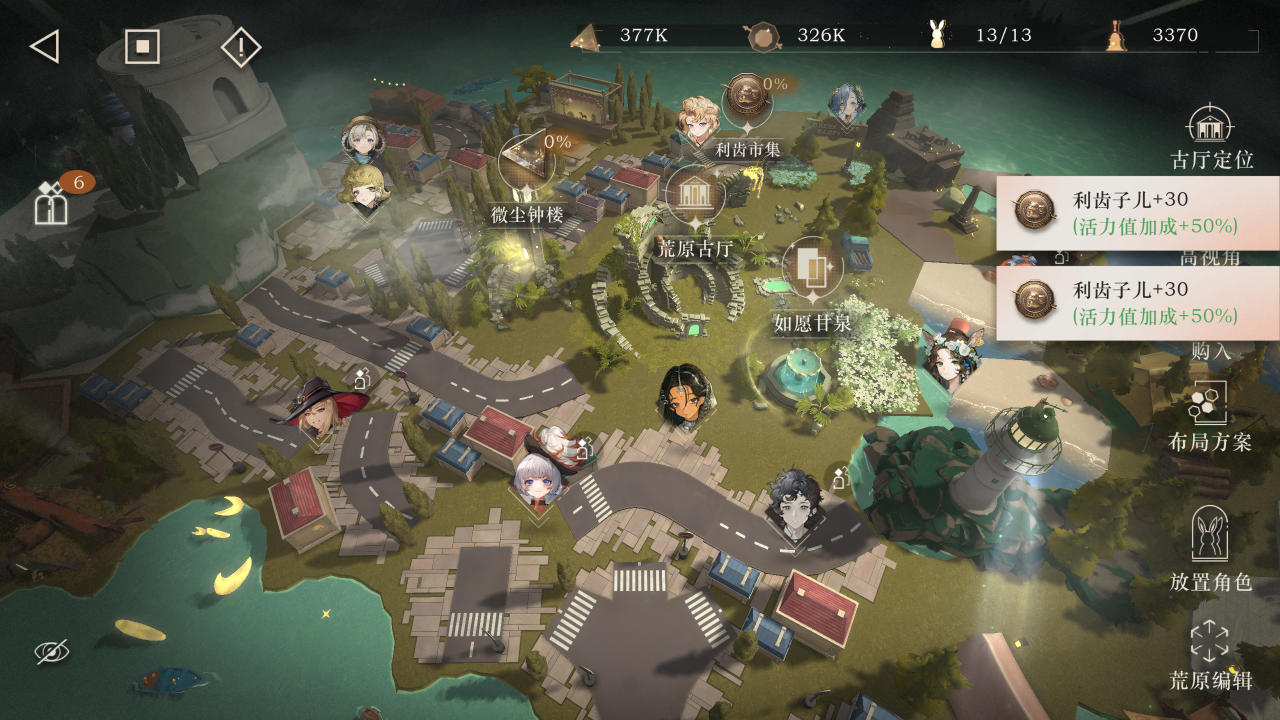 377K
326K
13/13
3370
0%
利齿市集
古厅定位
0%
6
利齿子儿+30
(活力值加成+50%)
微尘钟楼
荒原古厅
高视角
利齿子儿+30
(活力值加成+50%)
如愿甘泉
购入
布局方案
放置角色
荒原编辑